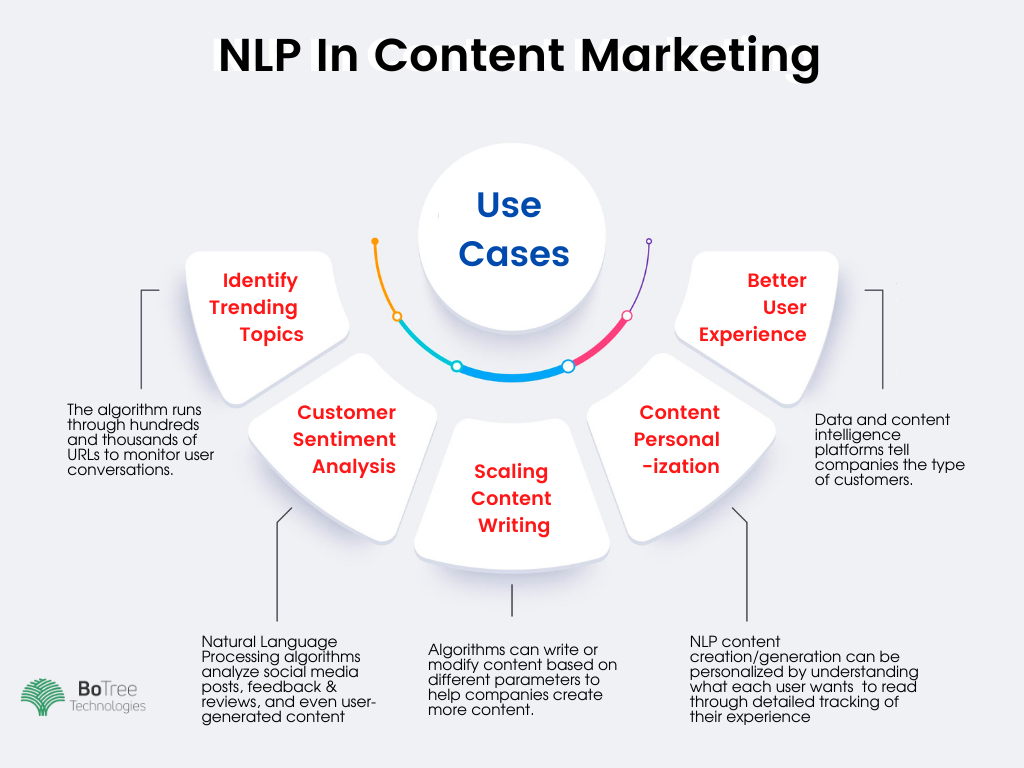 NLP In Content Marketing
Use
Cases
Identify
Trending
Topics
The algorithm runs
through hundreds
and thousands of
URLs to monitor user
conversations.
Customer
Sentiment
Analysis
Natural Language
Processing algorithms
analyze social media
posts, feedback &
reviews, and even user-
generated content
Scaling
Content
Writing
Algorithms can write or
modify content based on
different parameters to
help companies create
more content.
Content
Personal
-ization
NLP content
creation/generation can be
personalized by understanding
what each user wants  to read
through detailed tracking of
their experience
Better
User
Experience
Data and content
intelligence
platforms tell
companies the type
of customers.
BoTree
Technologies